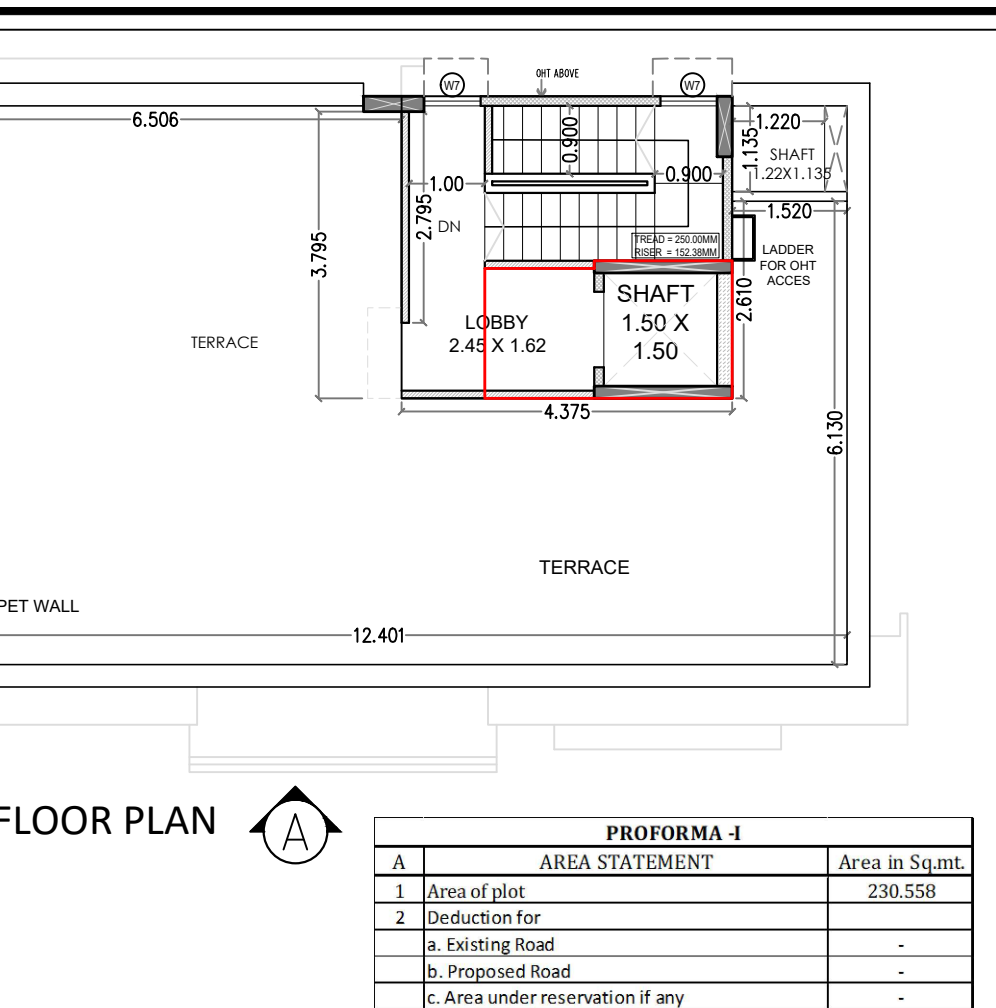 OHT ABOVE
W7
W7
6.506
0.900
1.220
1.135
SHAFT
1.22X1.135
1.00
0.900
2.795
DN
1.520
3.795
TREAD = 250.00MM
RISER = 152.38MM
LADDER
FOR OHT
ACCES
2.610
SHAFT
1.50 X
1.50
LOBBY
2.45 X 1.62
TERRACE
4.375
6.130
TERRACE
PET WALL
12.401
FLOOR PLAN
A
PROFORMA -I
A AREA STATEMENT Area in Sq.mt.
1 Area of plot 230.558
2 Deduction for
a. Existing Road -
b. Proposed Road -
c. Area under reservation if any -